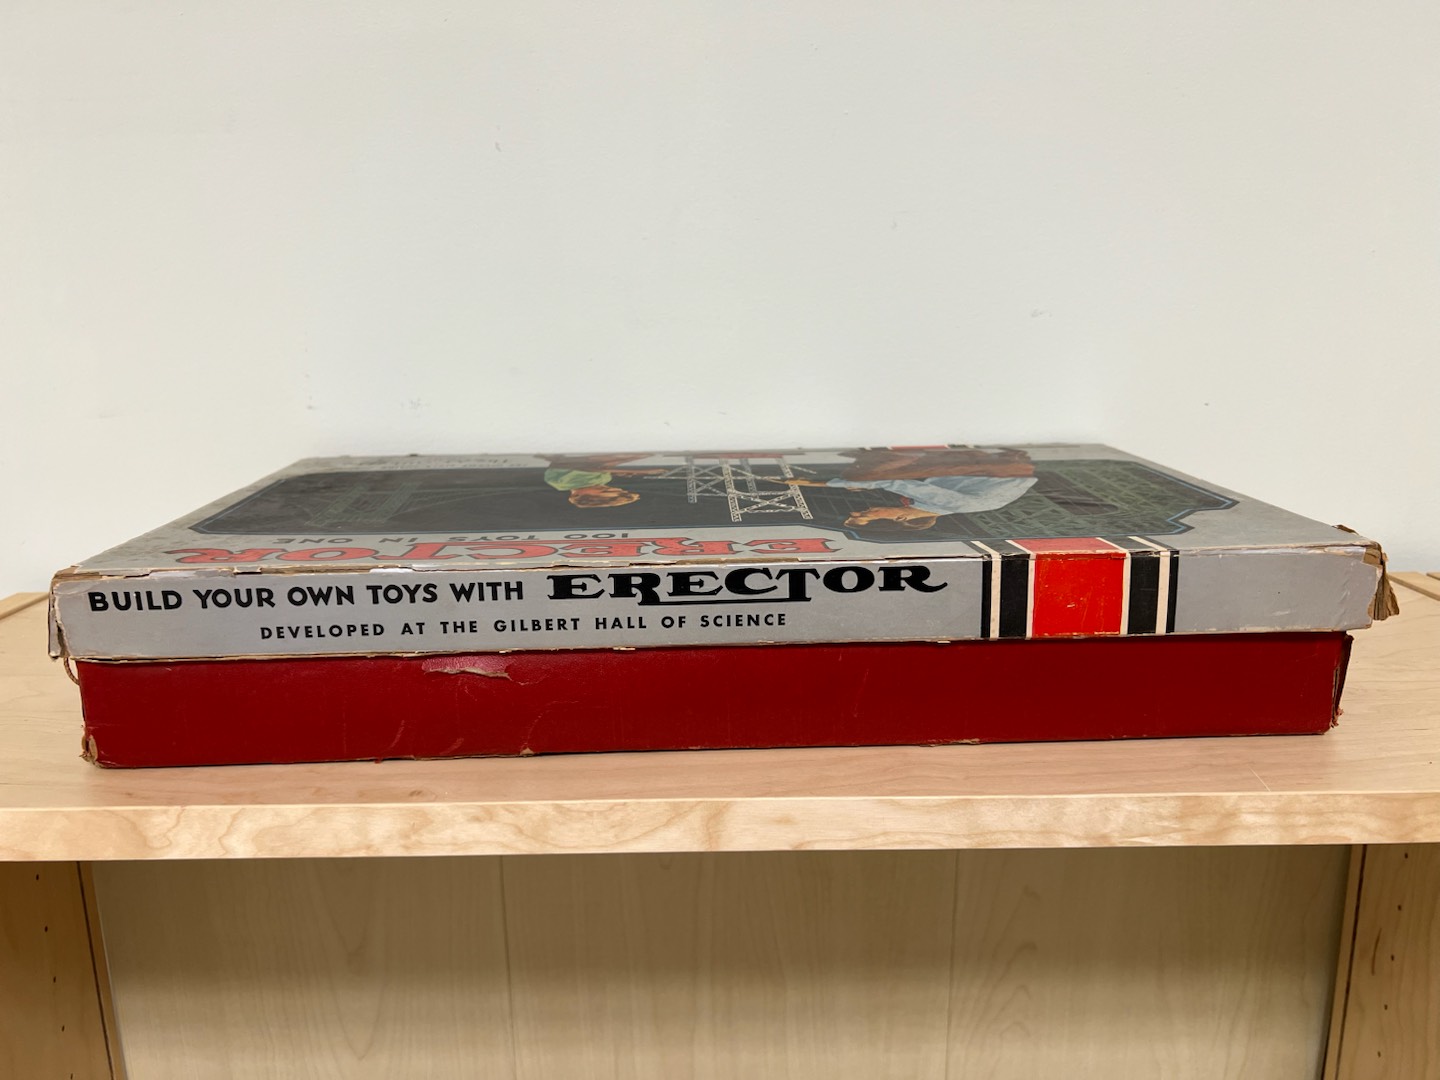 ERECTOR
100 TOYS IN ONE
BUILD YOUR OWN TOYS WITH ERECTOR
DEVELOPED AT THE GILBERT HALL OF SCIENCE